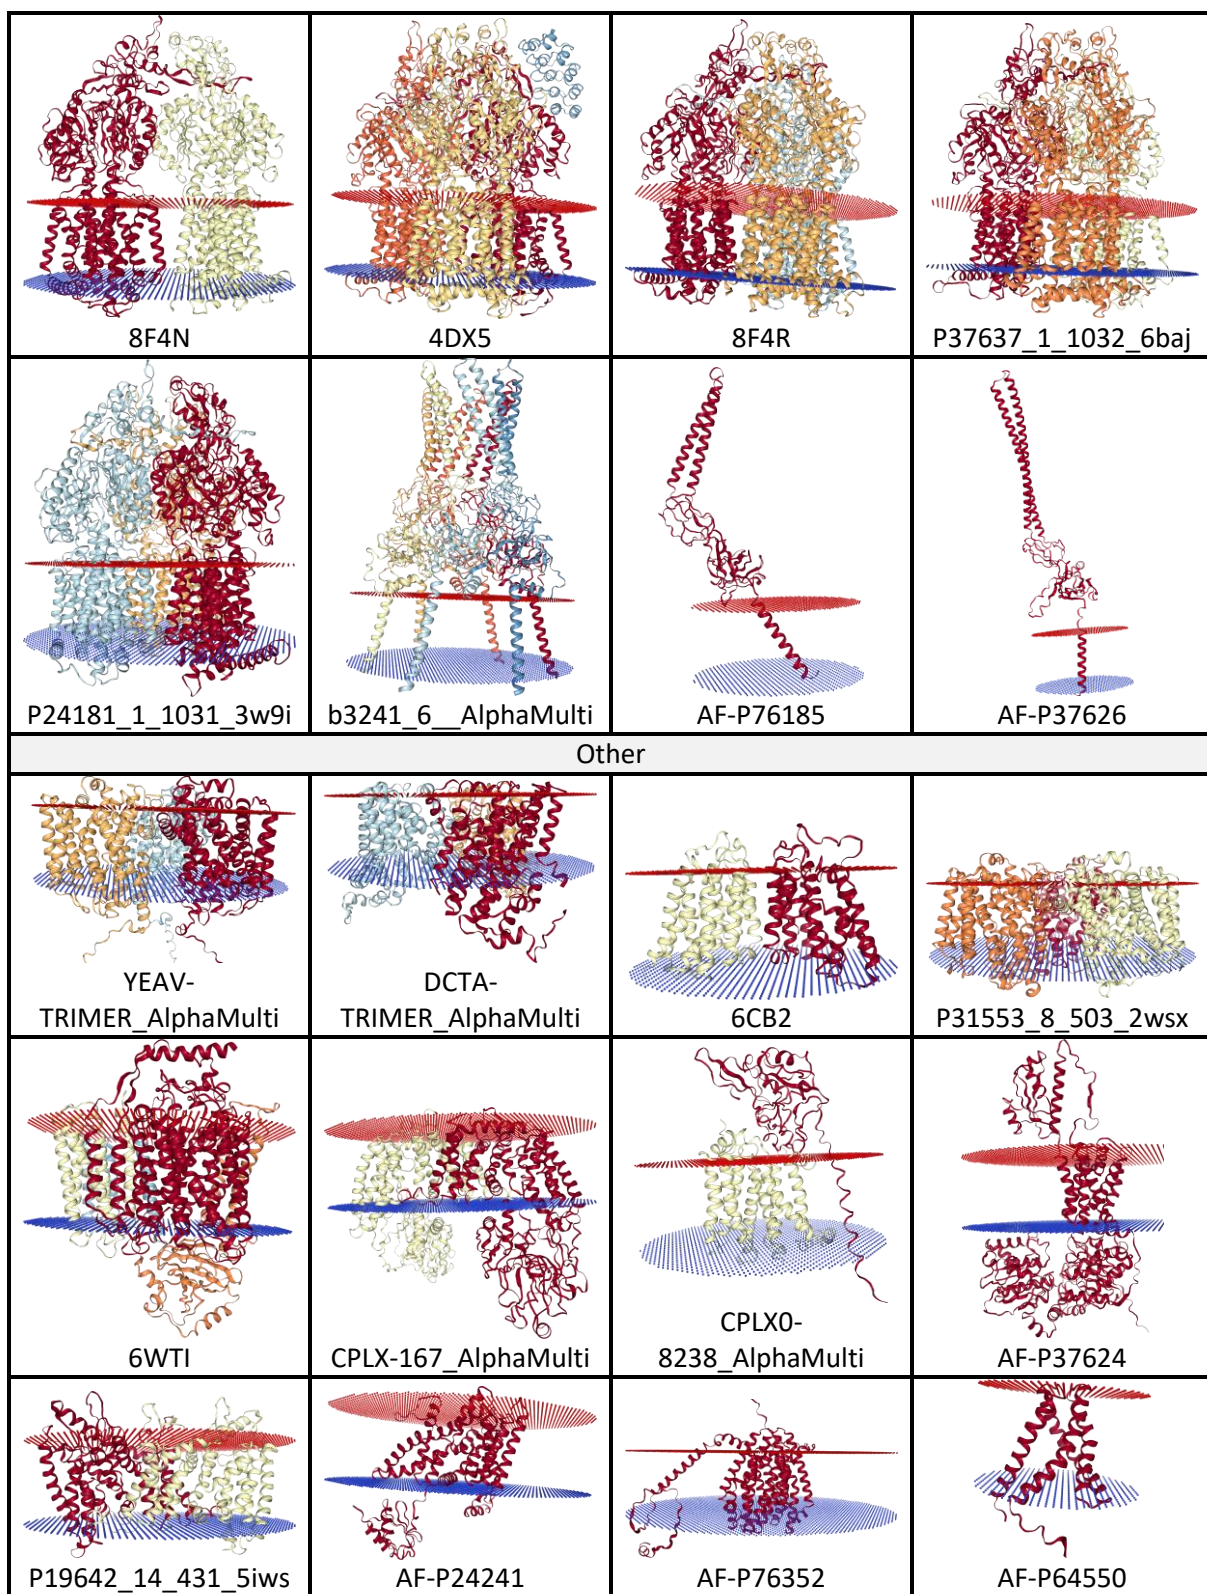 8F4N
4DX5
8F4R
P37637_1_1032_6baj
P24181_1_1031_3w9i
b3241_6__AlphaMulti
AF-P76185
AF-P37626
Other
YEAV-
TRIMER_AlphaMulti
DCTA-
TRIMER_AlphaMulti
6CB2
P31553_8_503_2wsx
6WTI
CPLX-167_AlphaMulti
CPLX0-
8238_AlphaMulti
AF-P37624
P19642_14_431_5iws
AF-P24241
AF-P76352
AF-P64550